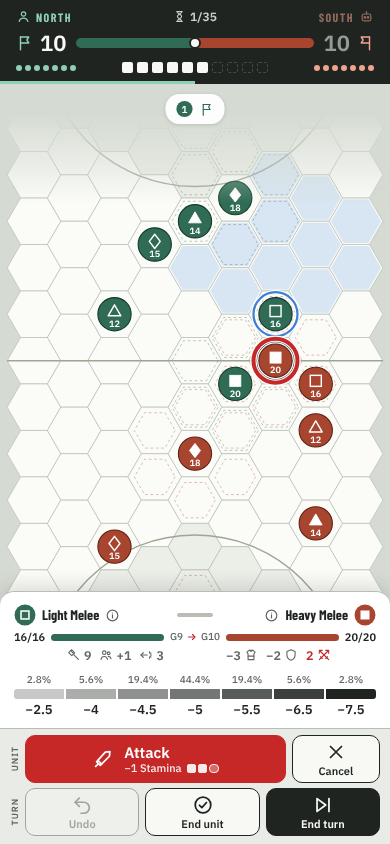 NORTH 1/35 SOUTH
10 10
1
18
14
15
12 16
20
20 16
12
18
14
15
Light Melee Heavy Melee
16/16 G9 → G10 20/20
9 +1 3 −3 −2 2
2.8% 5.6% 19.4% 44.4% 19.4% 5.6% 2.8%
−2.5 −4 −4.5 −5 −5.5 −6.5 −7.5
UNIT
Attack
−1 Stamina
Cancel
TURN
Undo End unit End turn